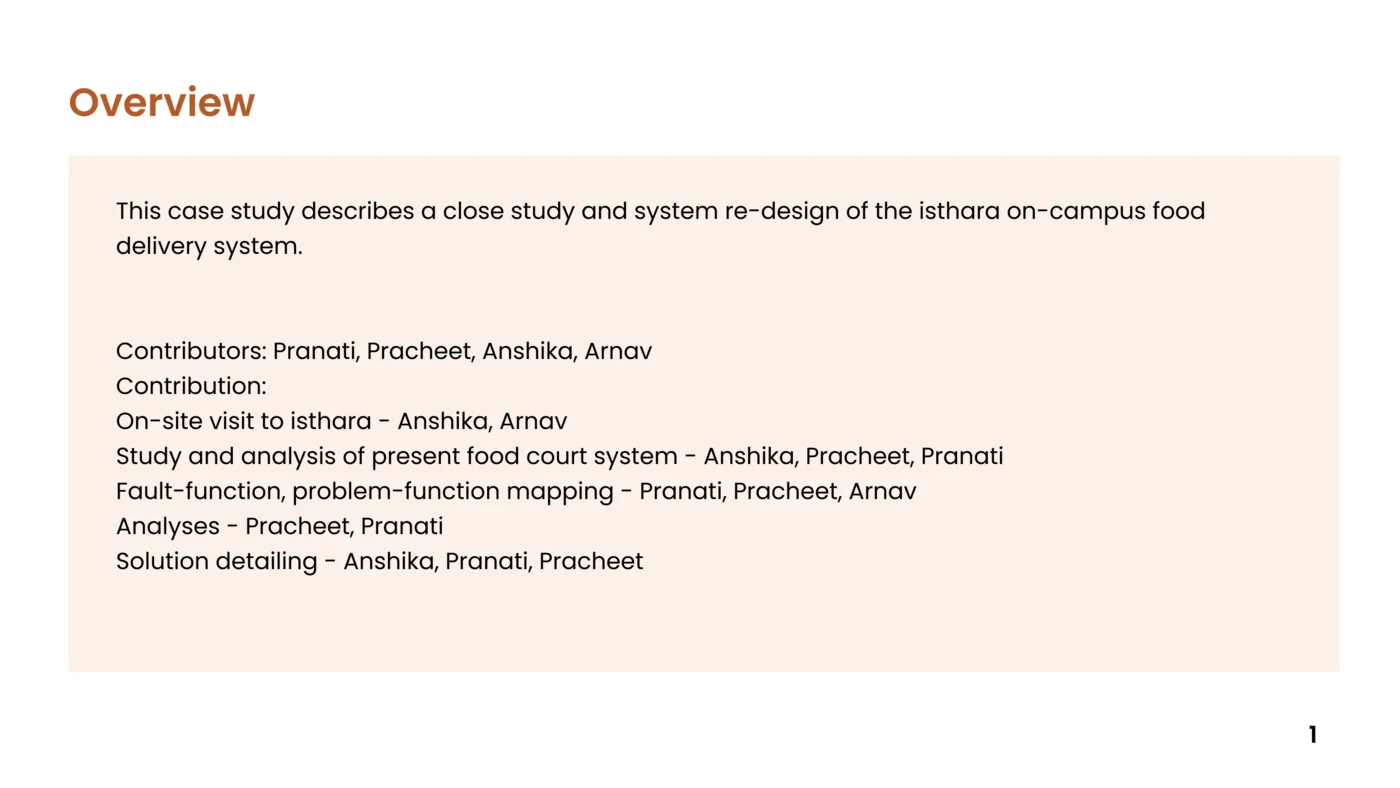 Overview
This case study describes a close study and system re-design of the isthara on-campus food
delivery system.
Contributors: Pranati, Pracheet, Anshika, Arnav
Contribution:
On-site visit to isthara - Anshika, Arnav
Study and analysis of present food court system - Anshika, Pracheet, Pranati
Fault-function, problem-function mapping - Pranati, Pracheet, Arnav
Analyses - Pracheet, Pranati
Solution detailing - Anshika, Pranati, Pracheet
1